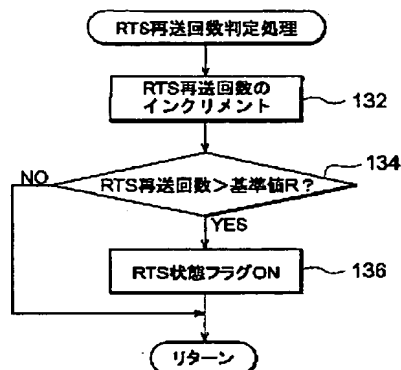 RTS再送回数判定処理
RTS再送回数の
インクリメント
132
RTS再送回数>基準値R?
134
NO
YES
RTS状態フラグON
136
リターン